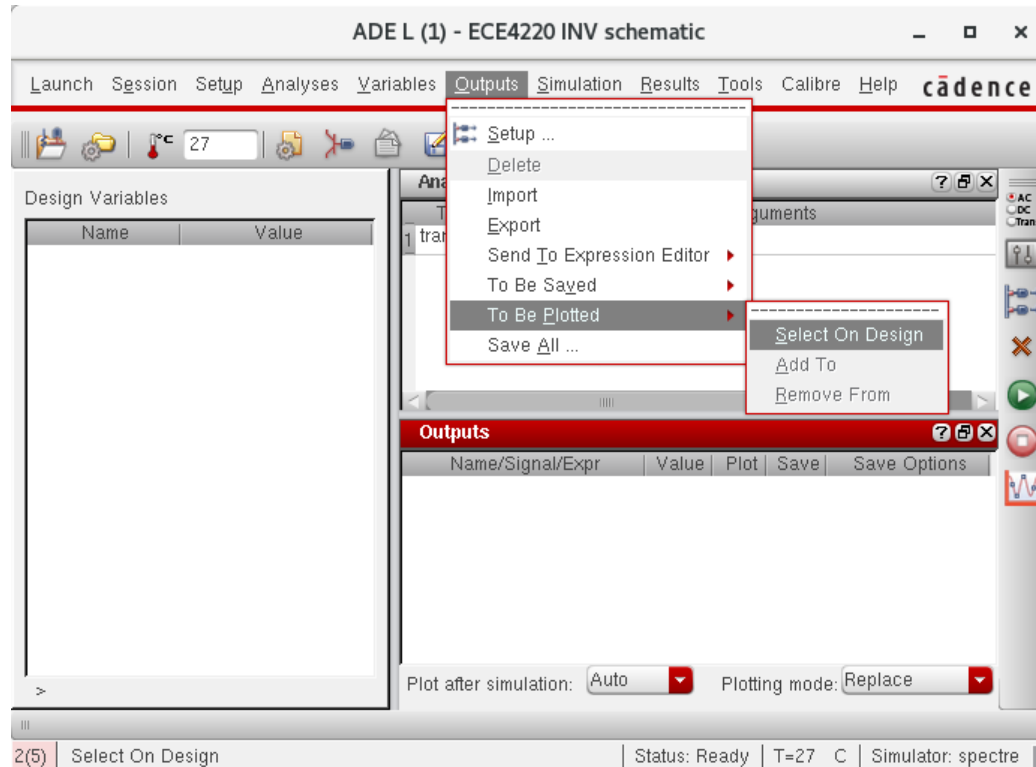 ADE L (1) - ECE4220 INV schematic
Launch Session Setup Analyses Variables Outputs Simulation Results Tools Calibre Help cādence
°C 27
Setup ...
Delete
Import
Export
Send To Expression Editor
To Be Saved
To Be Plotted
Save All ...
Select On Design
Add To
Remove From
Design Variables
Name Value
>
Ana
T guments
1 tran
AC
DC
Trans
Outputs
Name/Signal/Expr Value Plot Save Save Options
Plot after simulation: Auto Plotting mode: Replace
2(5) Select On Design Status: Ready T=27 C Simulator: spectre